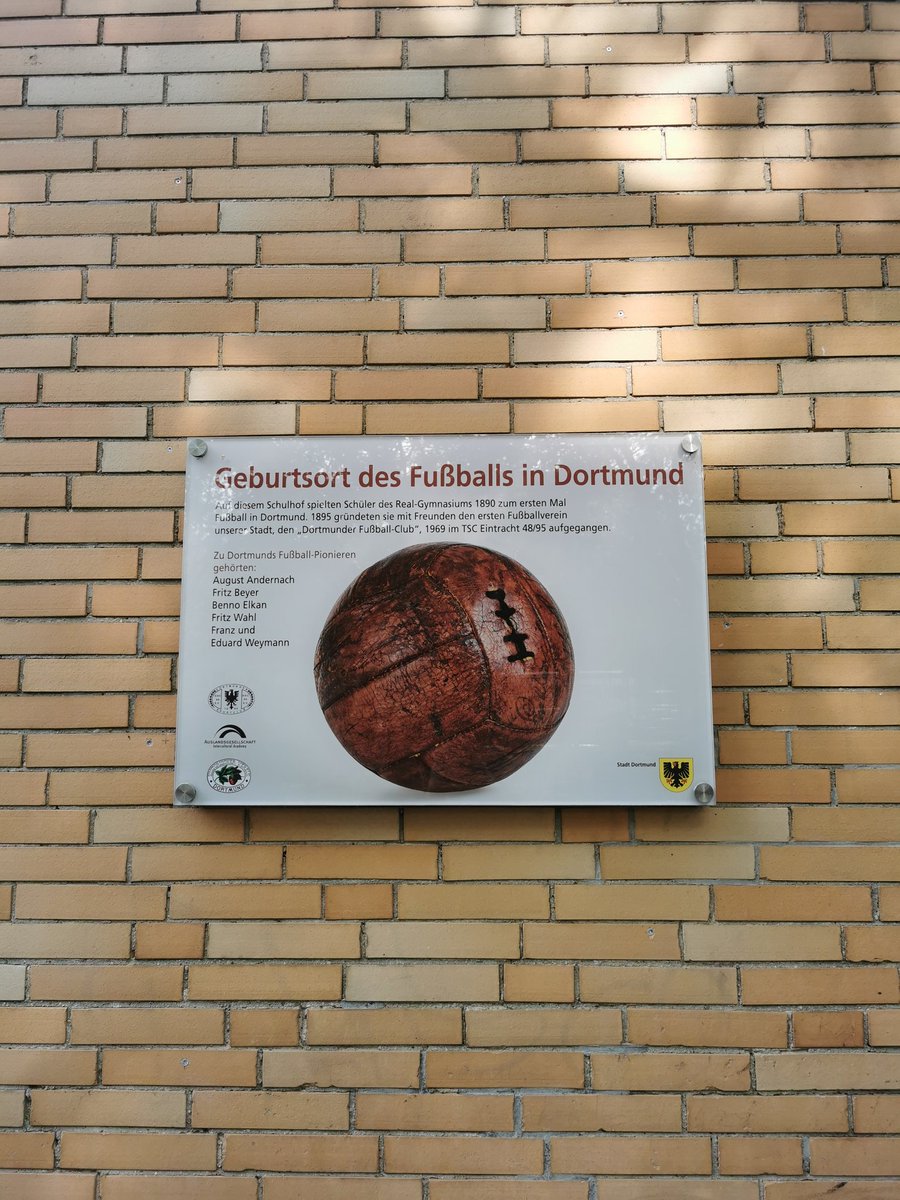 Geburtsort des Fußballs in Dortmund
Auf diesem Schulhof spielten Schüler des Real-Gymnasiums 1890 zum ersten Mal
Fußball in Dortmund. 1895 gründeten sie mit Freunden den ersten Fußballverein
unserer Stadt, den „Dortmunder Fußball-Club“, 1969 im TSC Eintracht 48/95 aufgegangen.
Zu Dortmunds Fußball-Pionieren
gehörten:
August Andernach
Fritz Beyer
Benno Elkan
Fritz Wahl
Franz und
Eduard Weymann
AUSLANDSGESELLSCHAFT
Intercultural Academy
DORTMUND
Stadt Dortmund